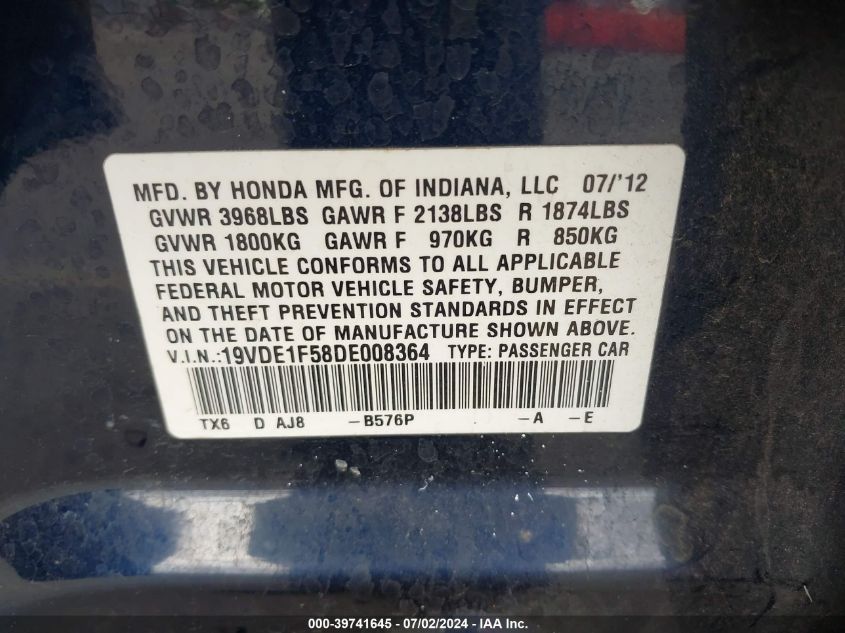 MFD. BY HONDA MFG. OF INDIANA, LLC 07/'12
GVWR 3968LBS GAWR F 2138LBS R 1874LBS
GVWR 1800KG GAWR F 970KG R 850KG
THIS VEHICLE CONFORMS TO ALL APPLICABLE
FEDERAL MOTOR VEHICLE SAFETY, BUMPER,
AND THEFT PREVENTION STANDARDS IN EFFECT
ON THE DATE OF MANUFACTURE SHOWN ABOVE.
V.I.N.:19VDE1F58DE008364 TYPE: PASSENGER CAR
TX6 D AJ8 -B576P -A -E
000-39741645 / 07/02/2024 - IAA Inc.